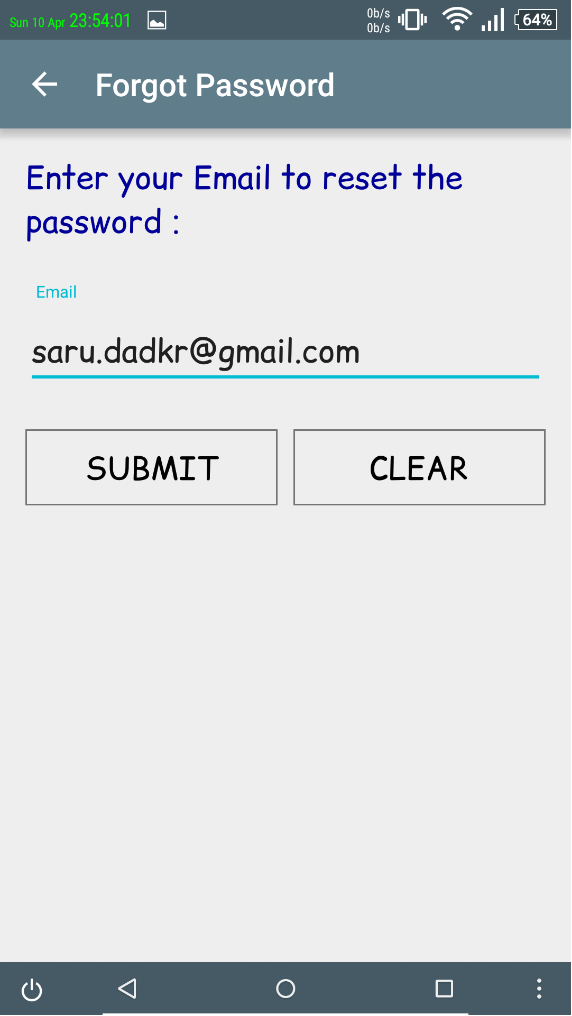 Sun 10 Apr 23:54:01 0b/s 64%
0b/s
Forgot Password
Enter your Email to reset the
password :
Email
saru.dadkr@gmail.com
SUBMIT CLEAR